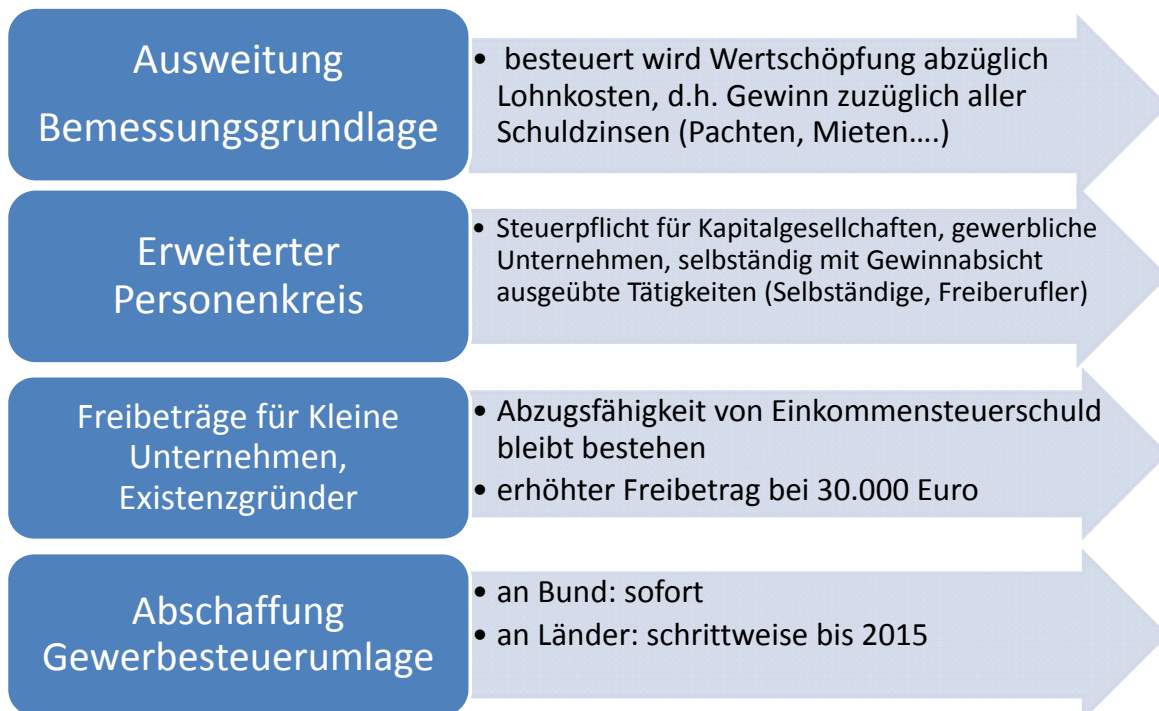 Ausweitung
Bemessungsgrundlage
• besteuert wird Wertschöpfung abzüglich
Lohnkosten, d.h. Gewinn zuzüglich aller
Schuldzinsen (Pachten, Mieten....)
Erweiterter
Personenkreis
• Steuerpflicht für Kapitalgesellchaften, gewerbliche
Unternehmen, selbständig mit Gewinnabsicht
ausgeübte Tätigkeiten (Selbständige, Freiberufler)
Freibeträge für Kleine
Unternehmen,
Existenzgründer
• Abzugsfähigkeit von Einkommensteuerschuld
bleibt bestehen
• erhöhter Freibetrag bei 30.000 Euro
Abschaffung
Gewerbesteuerumlage
• an Bund: sofort
• an Länder: schrittweise bis 2015